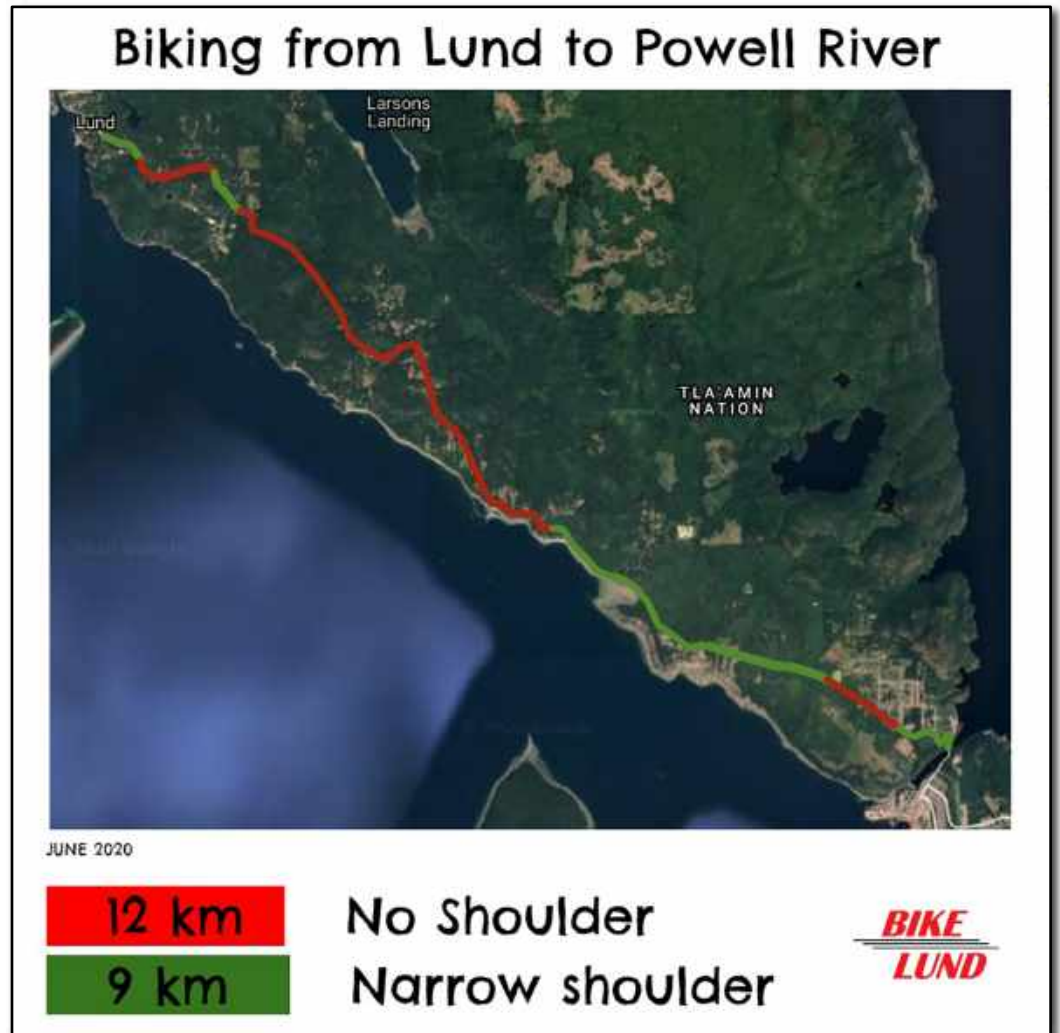 Biking from Lund to Powell River
Larsons
Landing
Lund
TLA'AMIN
NATION
JUNE 2020
12 km No Shoulder
9 km Narrow shoulder
BIKE
LUND